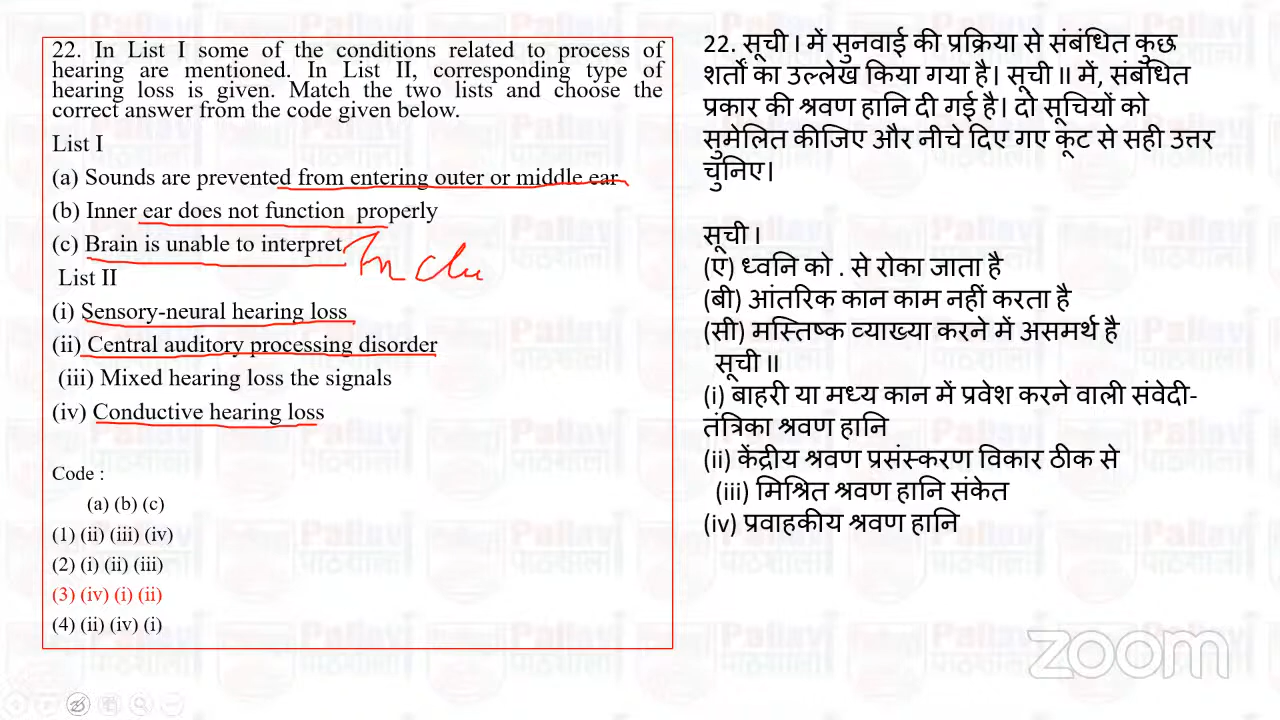 22. In List I some of the conditions related to process of
hearing are mentioned. In List II, corresponding type of
hearing loss is given. Match the two lists and choose the
correct answer from the code given below.
List I
(a) Sounds are prevented from entering outer or middle ear
(b) Inner ear does not function properly
(c) Brain is unable to interpret
List II
(i) Sensory-neural hearing loss
(ii) Central auditory processing disorder
(iii) Mixed hearing loss the signals
(iv) Conductive hearing loss
Code :
(a) (b) (c)
(1) (ii) (iii) (iv)
(2) (i) (ii) (iii)
(3) (iv) (i) (ii)
(4) (ii) (iv) (i)
22. सूची I में सुनवाई की प्रक्रिया से संबंधित कुछ
शर्तों का उल्लेख किया गया है। सूची II में, संबंधित
प्रकार की श्रवण हानि दी गई है। दो सूचियों को
सुमेलित कीजिए और नीचे दिए गए कूट से सही उत्तर
चुनिए।
सूची I
(ए) ध्वनि को . से रोका जाता है
(बी) आंतरिक कान काम नहीं करता है
(सी) मस्तिष्क व्याख्या करने में असमर्थ है
सूची II
(i) बाहरी या मध्य कान में प्रवेश करने वाली संवेदी-
तंत्रिका श्रवण हानि
(ii) केंद्रीय श्रवण प्रसंस्करण विकार ठीक से
(iii) मिश्रित श्रवण हानि संकेत
(iv) प्रवाहकीय श्रवण हानि
zoom
Pallavi
पाठशाला